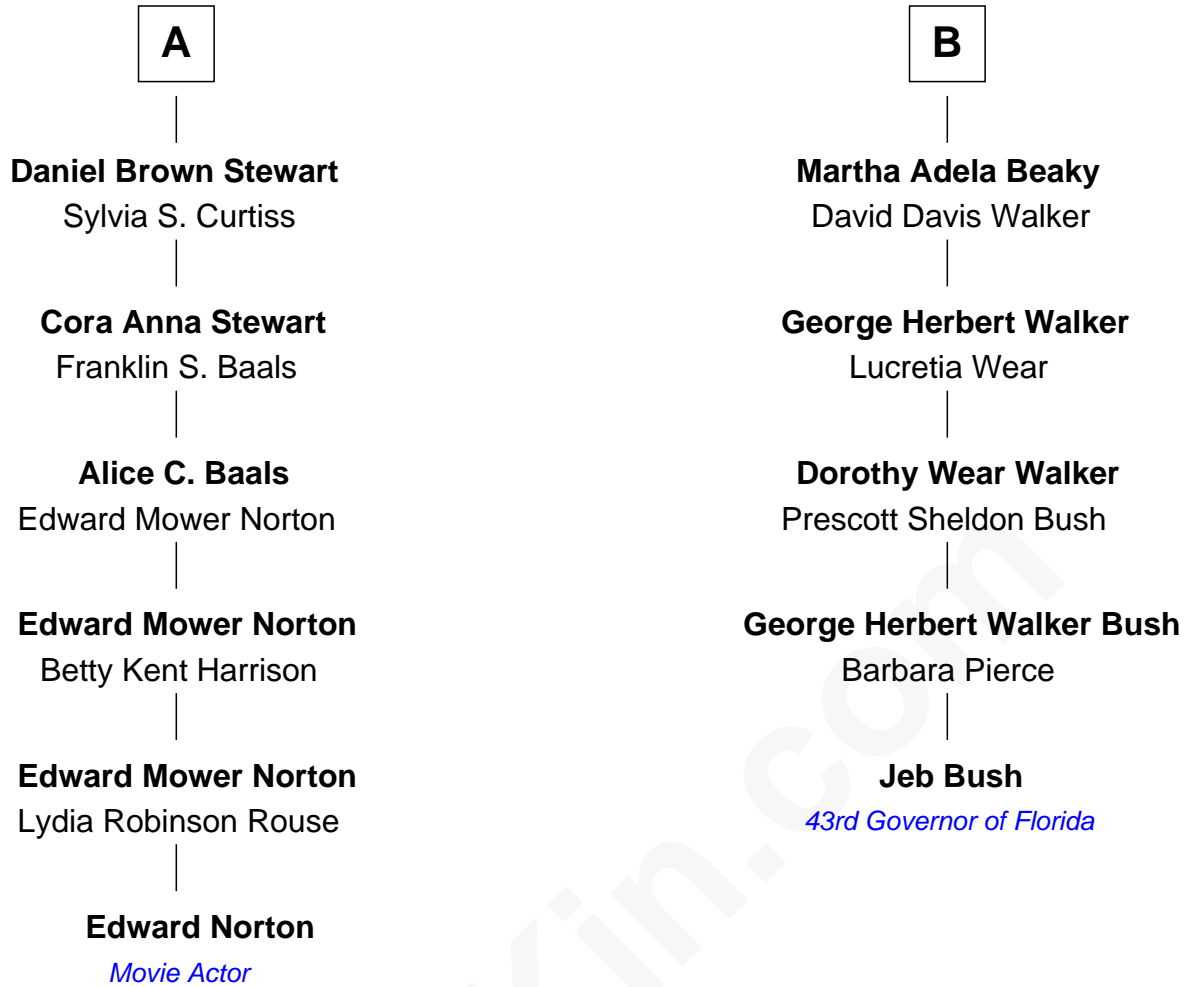 A
Daniel Brown Stewart
Sylvia S. Curtiss
Cora Anna Stewart
Franklin S. Baals
Alice C. Baals
Edward Mower Norton
Edward Mower Norton
Betty Kent Harrison
Edward Mower Norton
Lydia Robinson Rouse
Edward Norton
Movie Actor
B
Martha Adela Beaky
David Davis Walker
George Herbert Walker
Lucretia Wear
Dorothy Wear Walker
Prescott Sheldon Bush
George Herbert Walker Bush
Barbara Pierce
Jeb Bush
43rd Governor of Florida
Kin.com